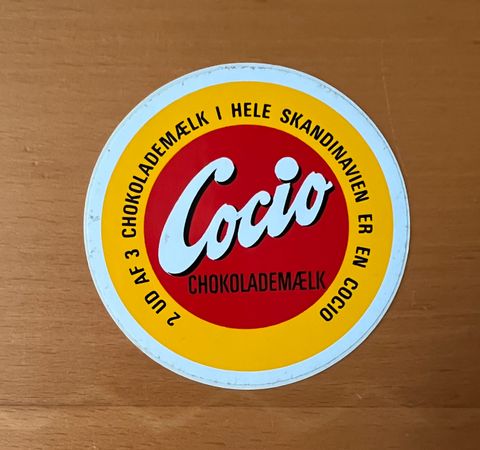 2 UD AF 3 CHOKOLADEMÆLK I HELE SKANDINAVIEN ER EN COCIO
Cocio
CHOKOLADEMÆLK